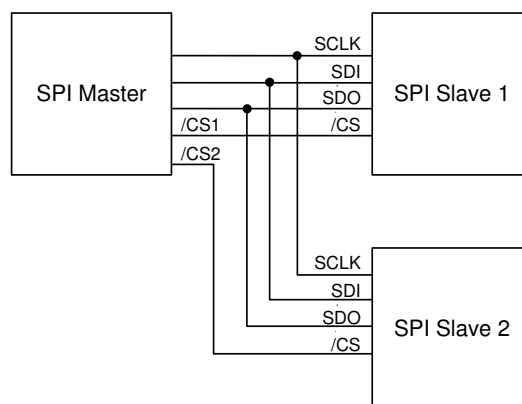 SCLK
SDI
SPI Master
SDO
SPI Slave 1
/CS1
/CS
/CS2
SCLK
SDI
SDO
SPI Slave 2
/CS